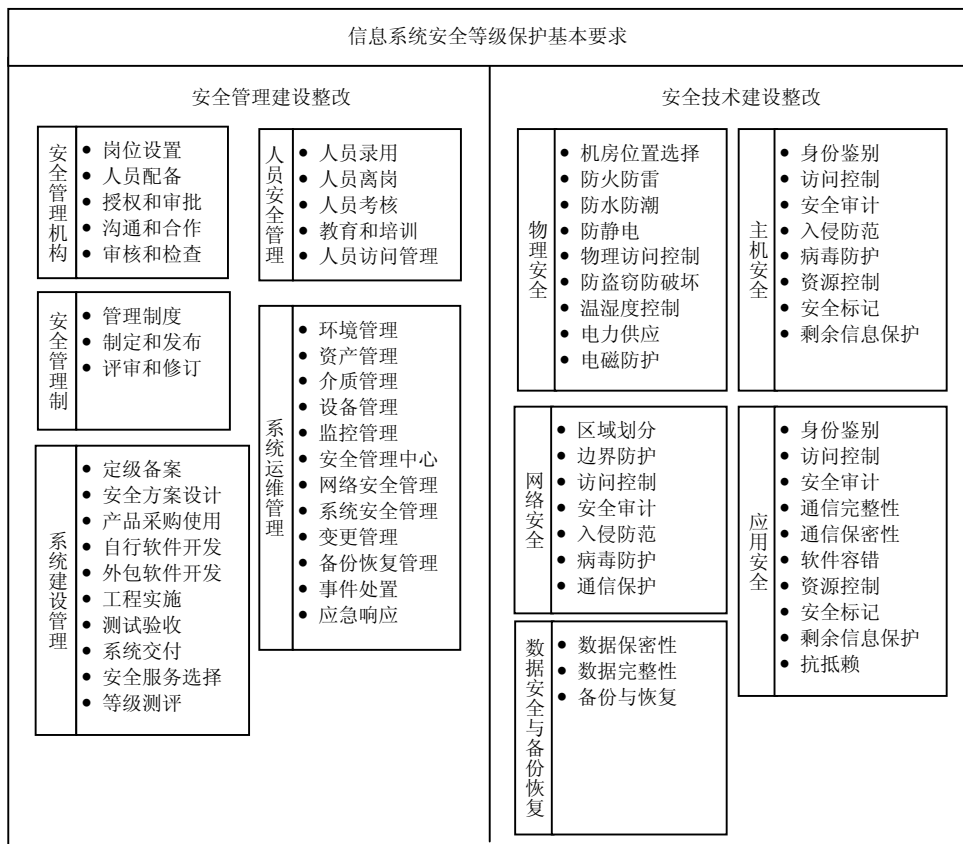 信息系统安全等级保护基本要求
安全管理建设整改
安全管理机构
● 岗位设置
● 人员配备
● 授权和审批
● 沟通和合作
● 审核和检查
人员安全管理
● 人员录用
● 人员离岗
● 人员考核
● 教育和培训
● 人员访问管理
安全管理制
● 管理制度
● 制定和发布
● 评审和修订
系统建设管理
● 定级备案
● 安全方案设计
● 产品采购使用
● 自行软件开发
● 外包软件开发
● 工程实施
● 测试验收
● 系统交付
● 安全服务选择
● 等级测评
系统运维管理
● 环境管理
● 资产管理
● 介质管理
● 设备管理
● 监控管理
● 安全管理中心
● 网络安全管理
● 系统安全管理
● 变更管理
● 备份恢复管理
● 事件处置
● 应急响应
安全技术建设整改
物理安全
● 机房位置选择
● 防火防雷
● 防水防潮
● 防静电
● 物理访问控制
● 防盗窃防破坏
● 温湿度控制
● 电力供应
● 电磁防护
主机安全
● 身份鉴别
● 访问控制
● 安全审计
● 入侵防范
● 病毒防护
● 资源控制
● 安全标记
● 剩余信息保护
网络安全
● 区域划分
● 边界防护
● 访问控制
● 安全审计
● 入侵防范
● 病毒防护
● 通信保护
应用安全
● 身份鉴别
● 访问控制
● 安全审计
● 通信完整性
● 通信保密性
● 软件容错
● 资源控制
● 安全标记
● 剩余信息保护
● 抗抵赖
数据安全与备份恢复
● 数据保密性
● 数据完整性
● 备份与恢复